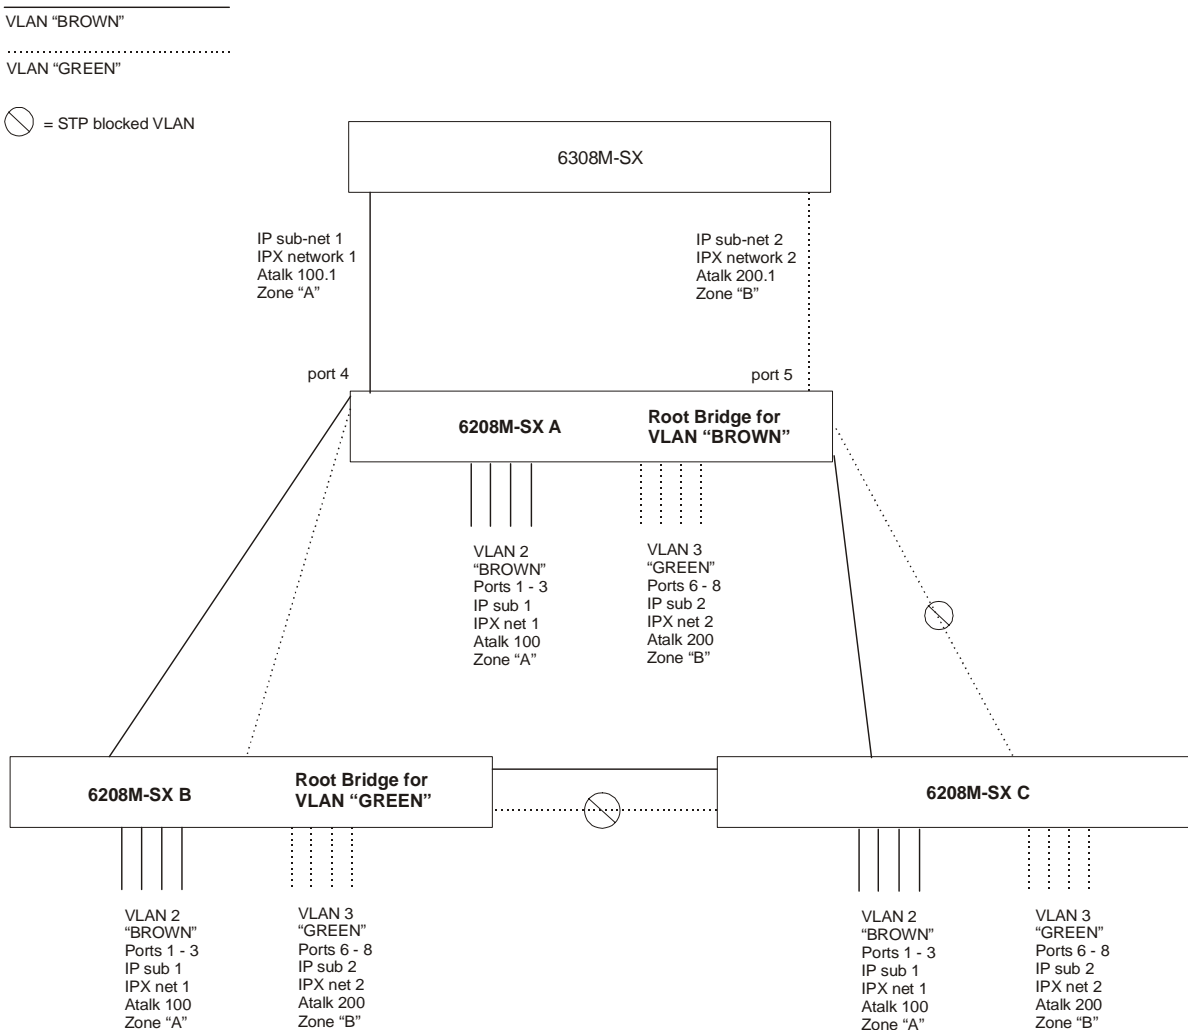 VLAN “BROWN”
VLAN “GREEN”
= STP blocked VLAN
6308M-SX
IP sub-net 1
IPX network 1
Atalk 100.1
Zone “A”
IP sub-net 2
IPX network 2
Atalk 200.1
Zone “B”
port 4
port 5
6208M-SX A
Root Bridge for
VLAN “BROWN”
VLAN 2
“BROWN”
Ports 1 - 3
IP sub 1
IPX net 1
Atalk 100
Zone “A”
VLAN 3
“GREEN”
Ports 6 - 8
IP sub 2
IPX net 2
Atalk 200
Zone “B”
6208M-SX B
Root Bridge for
VLAN “GREEN”
6208M-SX C
VLAN 2
“BROWN”
Ports 1 - 3
IP sub 1
IPX net 1
Atalk 100
Zone “A”
VLAN 3
“GREEN”
Ports 6 - 8
IP sub 2
IPX net 2
Atalk 200
Zone “B”
VLAN 2
“BROWN”
Ports 1 - 3
IP sub 1
IPX net 1
Atalk 100
Zone “A”
VLAN 3
“GREEN”
Ports 6 - 8
IP sub 2
IPX net 2
Atalk 200
Zone “B”